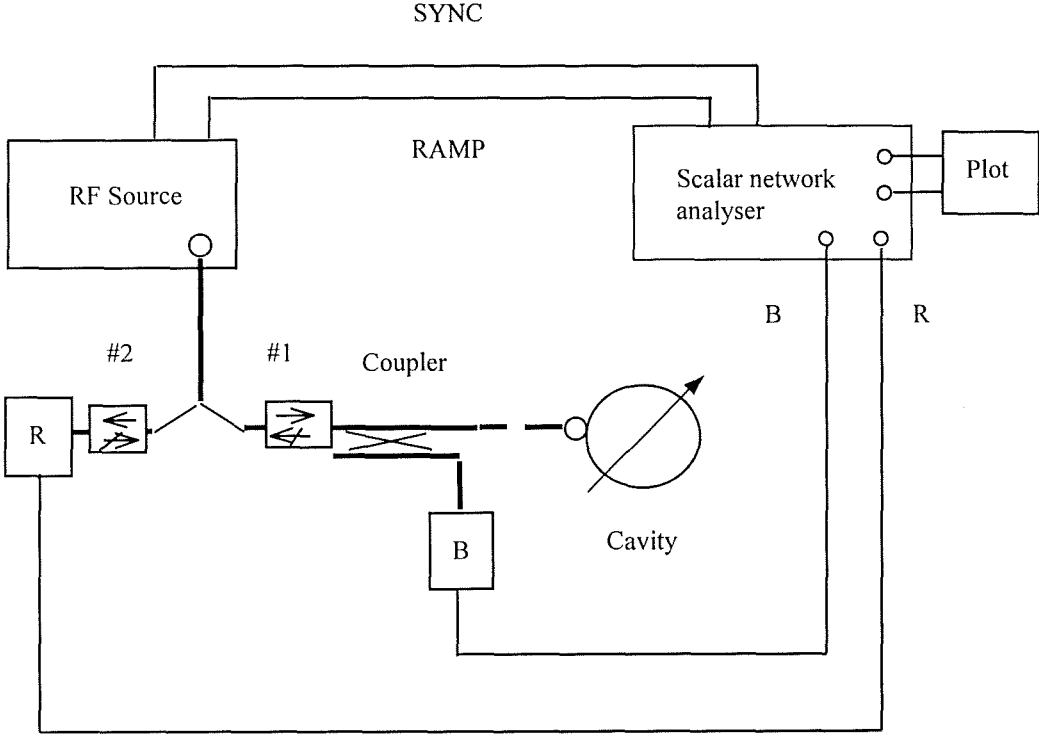 SYNC
RAMP
RF Source
Scalar network
analyser
Plot
B
R
#2
#1
Coupler
R
B
Cavity